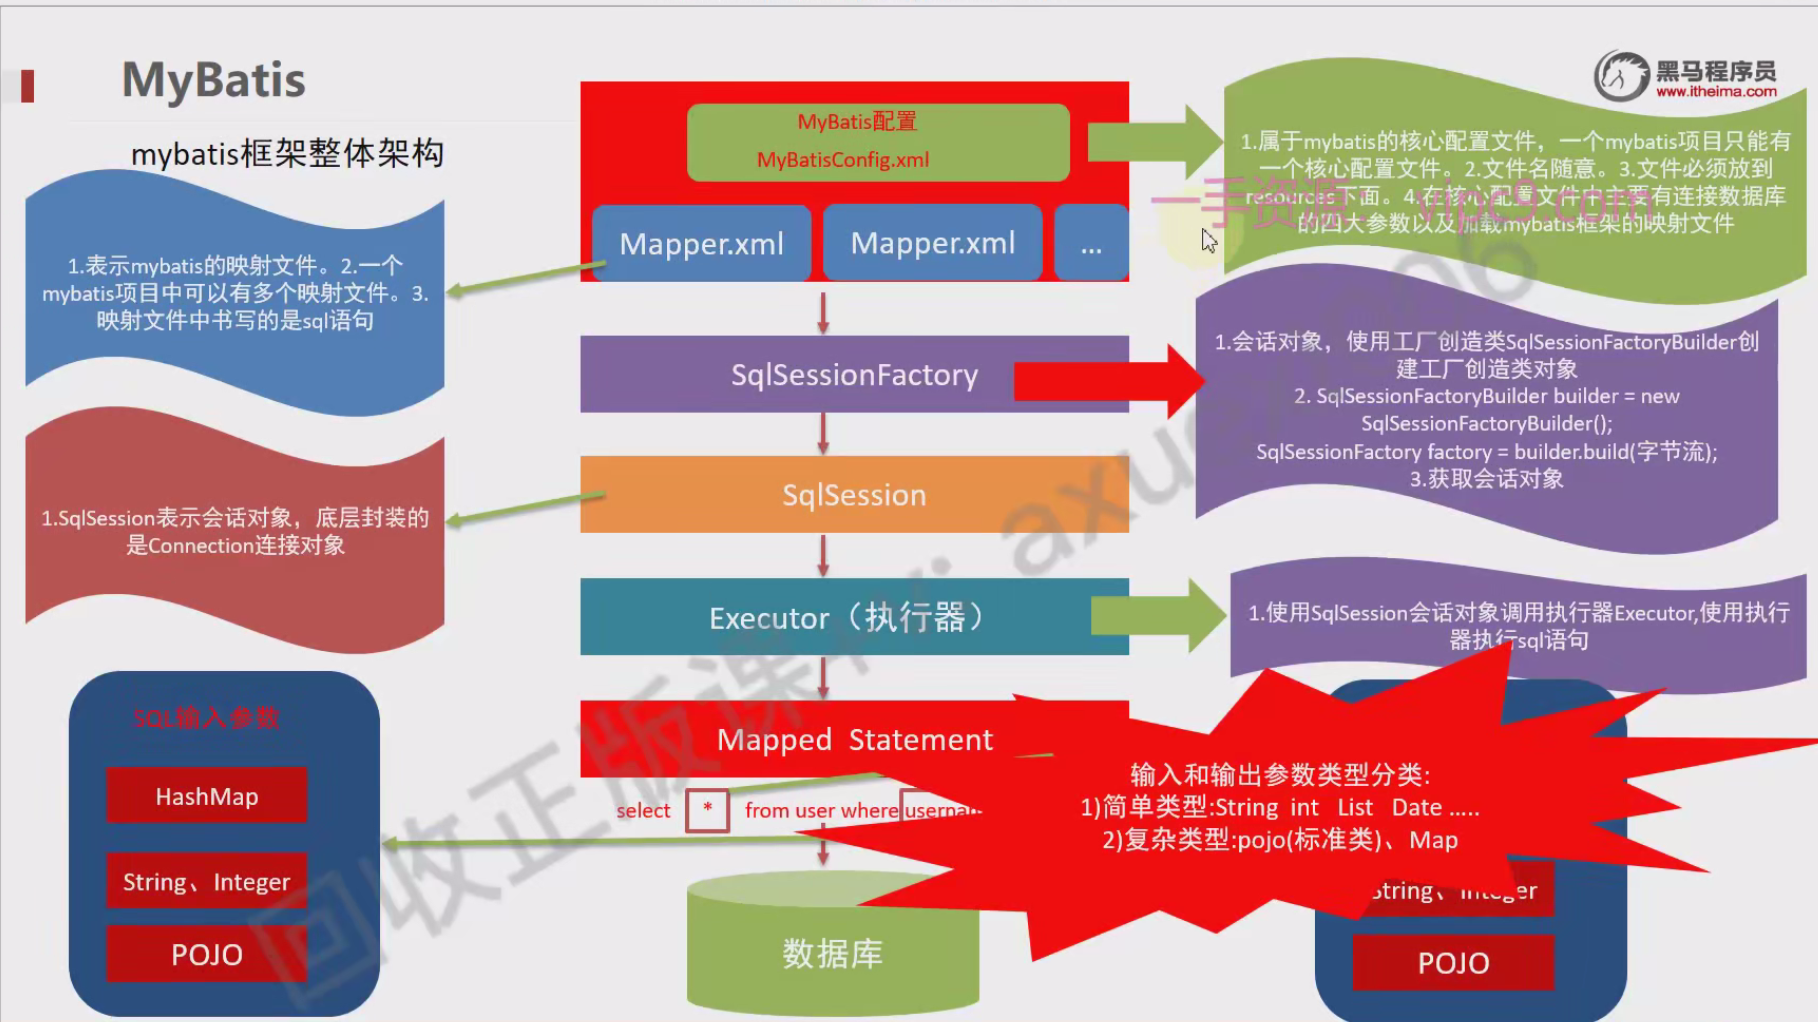 MyBatis
黑马程序员
www.itheima.com
mybatis框架整体架构
MyBatis配置
MyBatisConfig.xml
Mapper.xml
Mapper.xml
...
1.属于mybatis的核心配置文件，一个mybatis项目只能有
一个核心配置文件。2.文件名随意。3.文件必须放到
resources下面。4.在核心配置文件中主要有连接数据库
的四大参数以及加载mybatis框架的映射文件
一手资源：vipc9.com
1.表示mybatis的映射文件。2.一个
mybatis项目中可以有多个映射文件。3.
映射文件中书写的是sql语句
SqlSessionFactory
1.会话对象，使用工厂创造类SqlSessionFactoryBuilder创
建工厂创造类对象
2. SqlSessionFactoryBuilder builder = new
SqlSessionFactoryBuilder();
SqlSessionFactory factory = builder.build(字节流);
3.获取会话对象
SqlSession
1.SqlSession表示会话对象，底层封装的
是Connection连接对象
Executor（执行器）
1.使用SqlSession会话对象调用执行器Executor,使用执行
器执行sql语句
Mapped Statement
select * from user where
输入和输出参数类型分类:
1)简单类型:String int List Date .....
2)复杂类型:pojo(标准类)、Map
SQL输入参数
HashMap
String、Integer
POJO
数据库
String、Integer
POJO
回收正版课